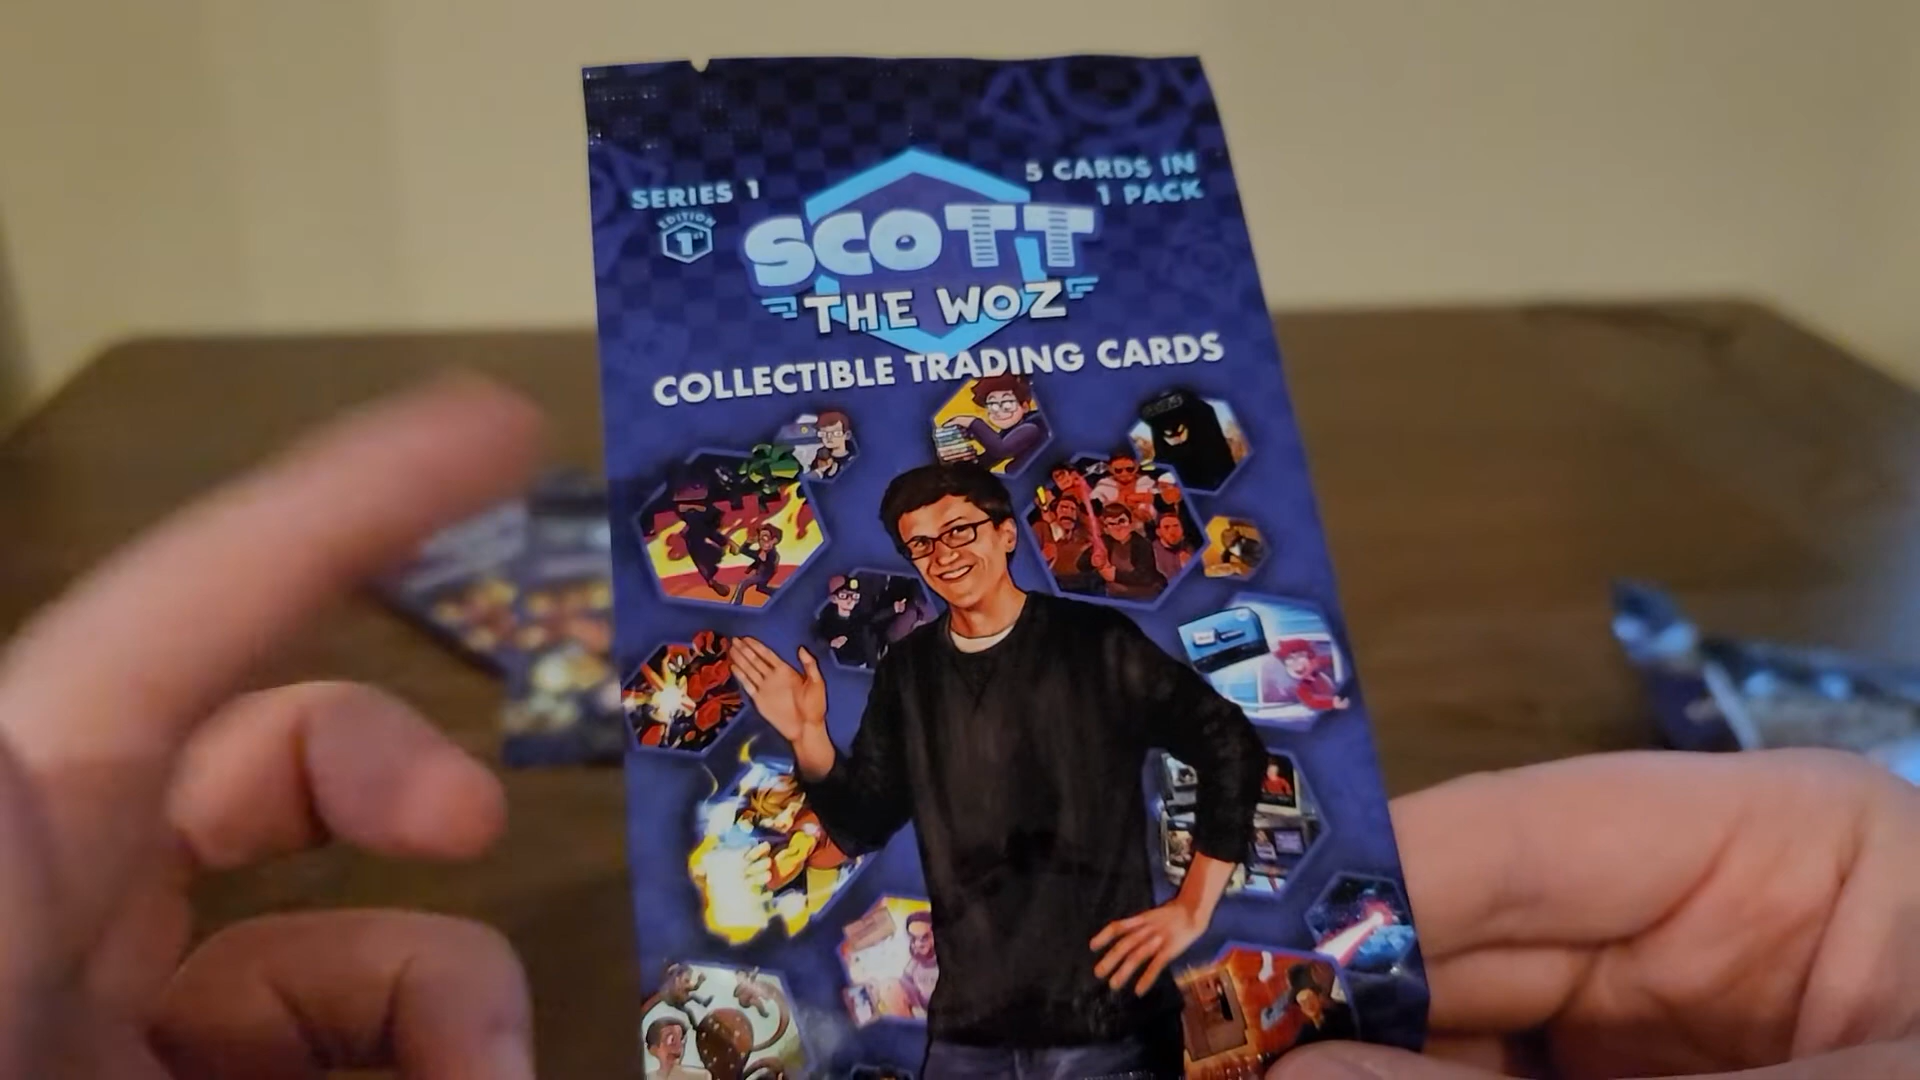 SERIES 1
EDITION
1st
5 CARDS IN
1 PACK
SCOTT
THE WOZ
COLLECTIBLE TRADING CARDS